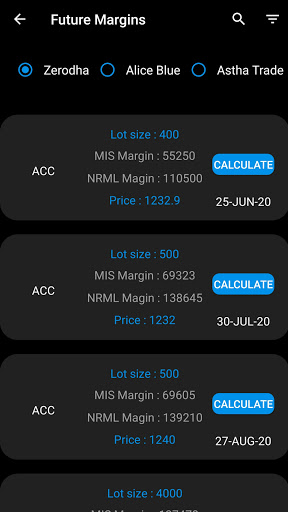 Future Margins
Zerodha Alice Blue Astha Trade
Lot size : 400
MIS Margin : 55250
CALCULATE
ACC
NRML Magin : 110500
Price : 1232.9
25-JUN-20
Lot size : 500
MIS Margin : 69323
CALCULATE
ACC
NRML Magin : 138645
Price : 1232
30-JUL-20
Lot size : 500
MIS Margin : 69605
CALCULATE
ACC
NRML Magin : 139210
Price : 1240
27-AUG-20
Lot size : 4000